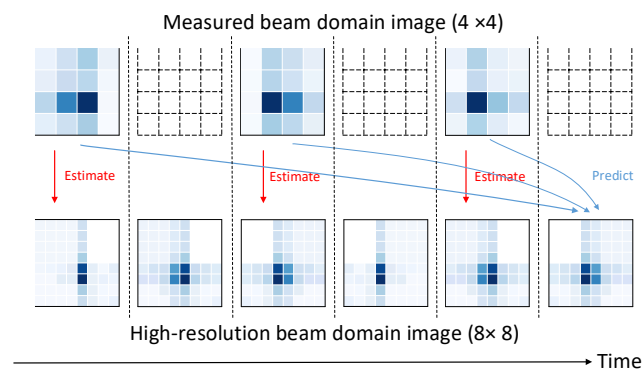 Measured beam domain image (4 ×4)
Estimate
Estimate
Estimate
Predict
High-resolution beam domain image (8× 8)
Time